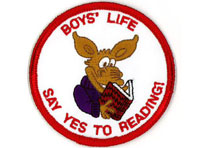 BOYS' LIFE
SAY YES TO READING!